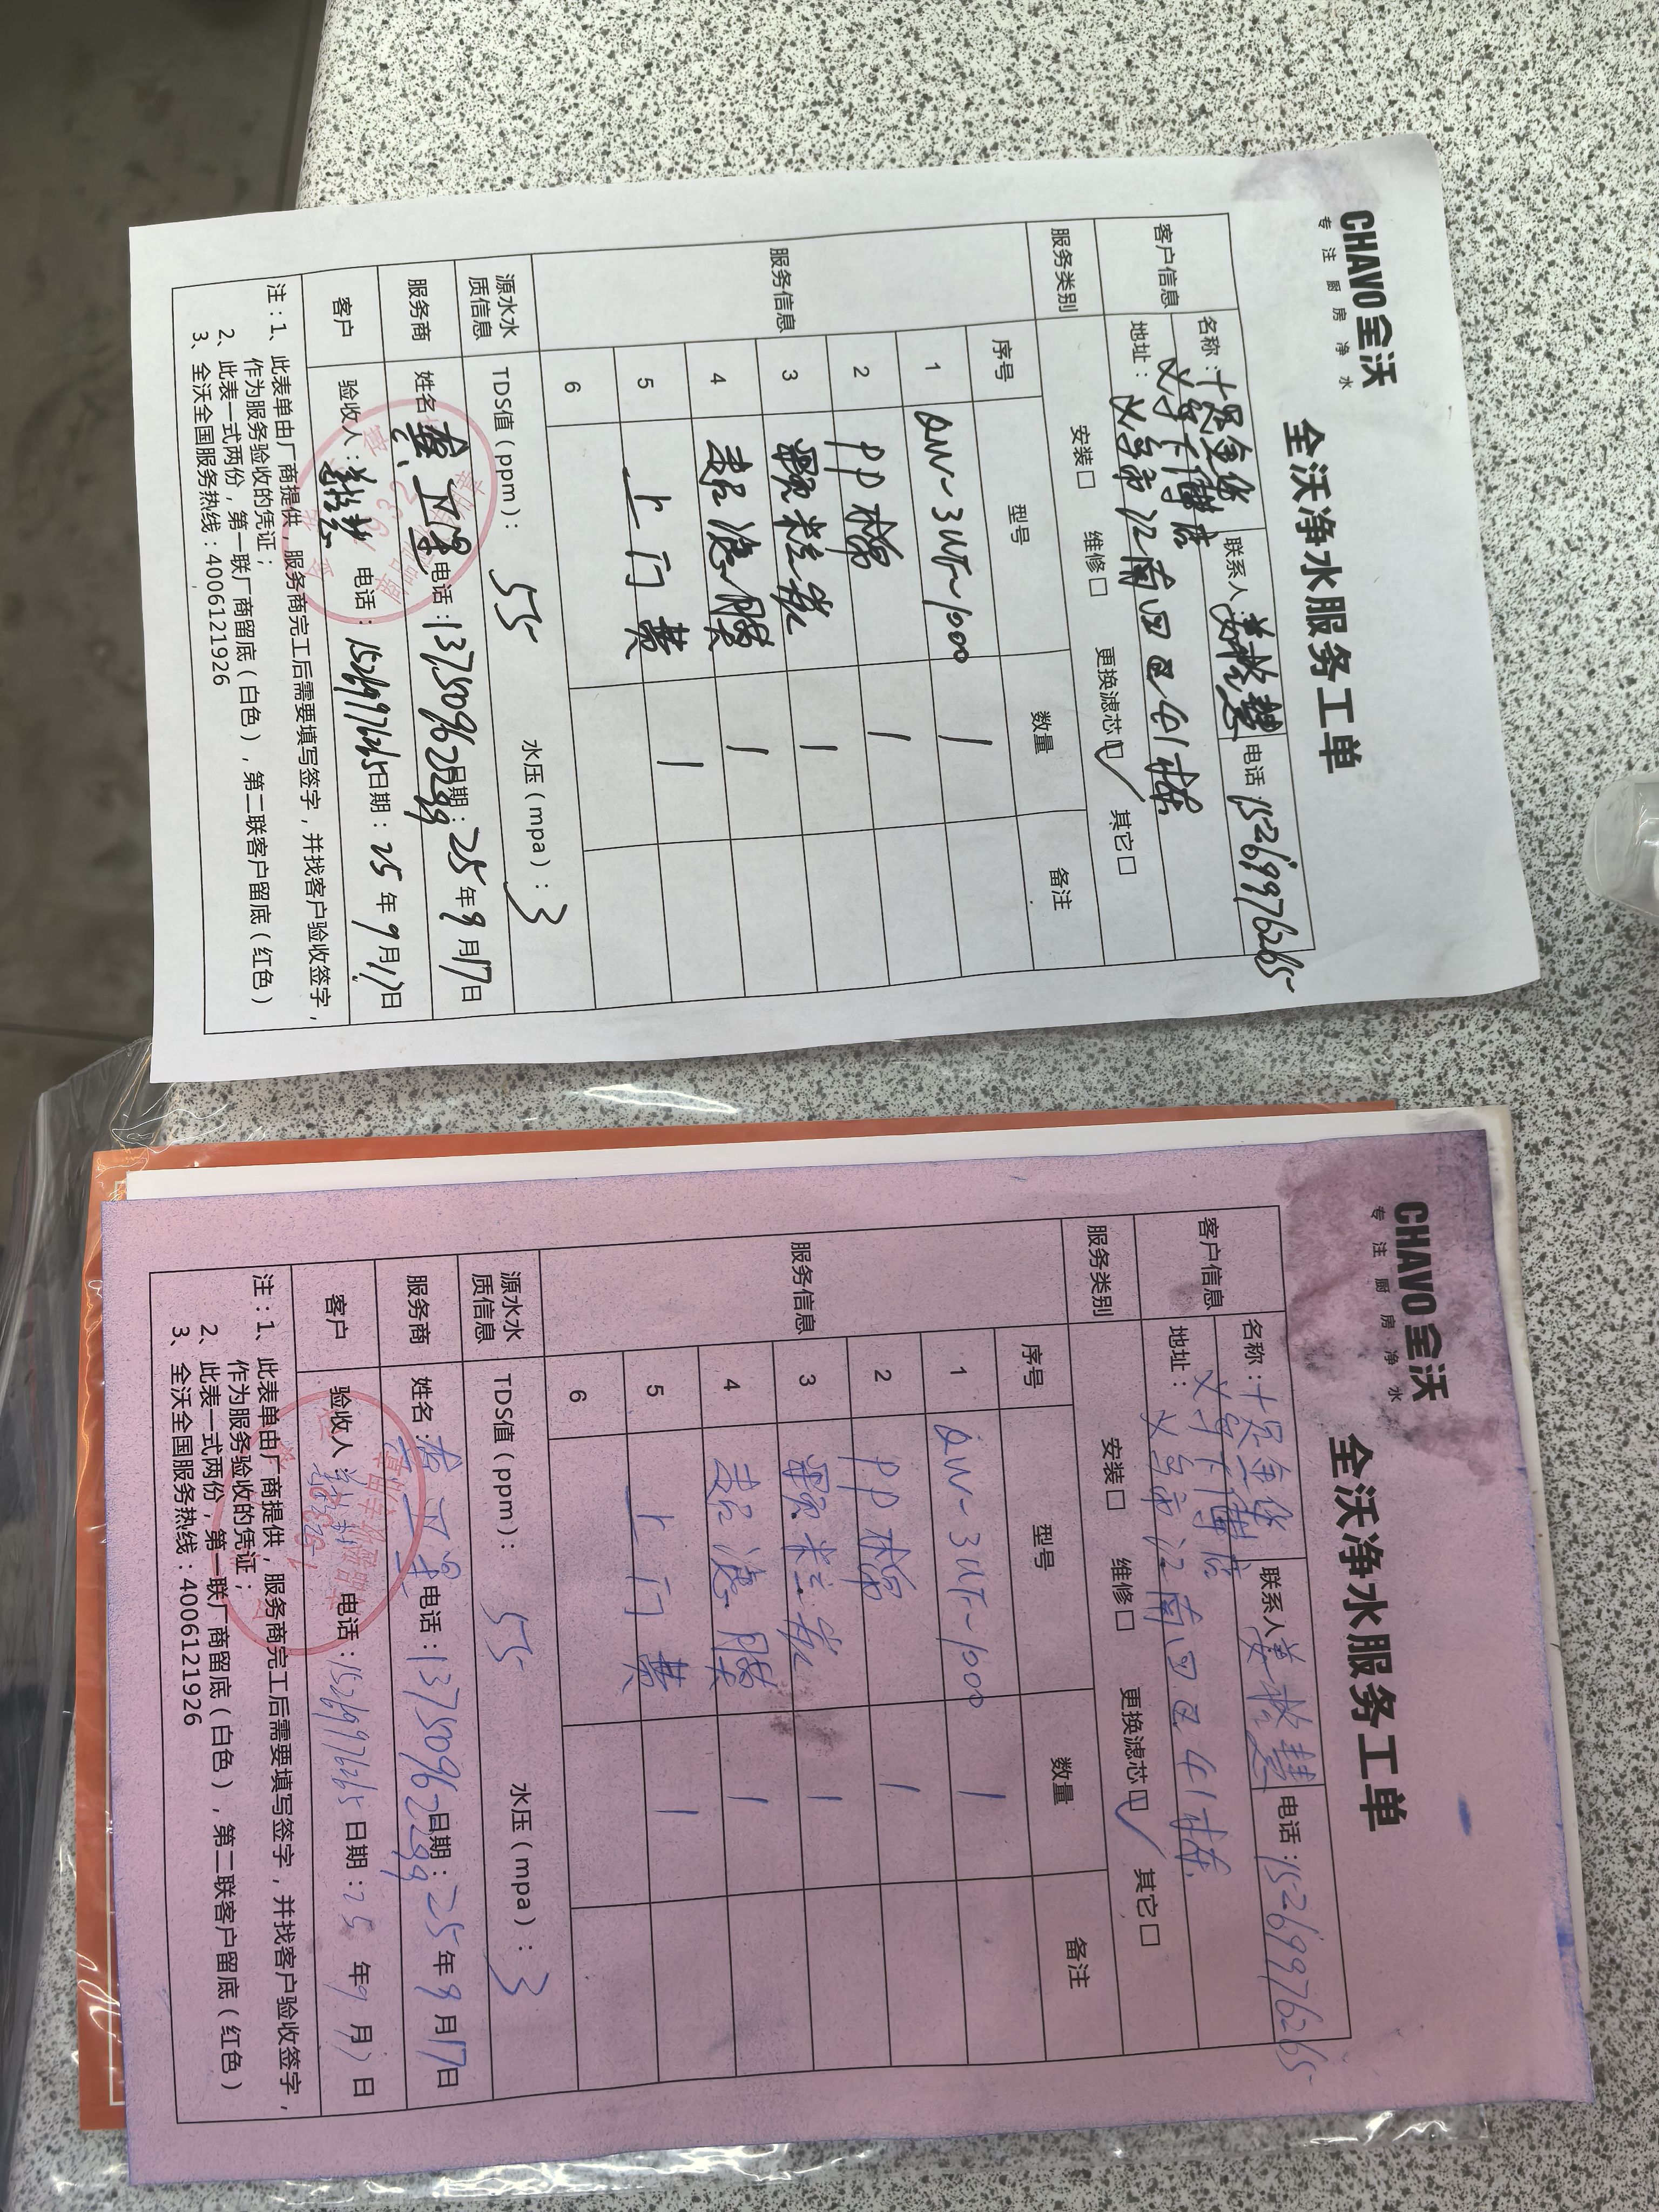 CHAVO 全沃
专注厨房净水
全沃净水服务工单
客户信息
名称: 金华
联系人:
电话: 15269976265
地址: 义乌市江南四区41栋
服务类别
安装□ 维修□ 更换滤芯☑ 其它□
服务信息
序号 型号 数量 备注
1 QW-3UF-1000 1
2 PP棉 1
3 颗粒炭 1
4 超滤膜 1
5 上门费 1
6
源水水质信息
TDS值(ppm): 55
水压(mpa): 3
服务商
姓名: 黄卫星
电话: 13750962299
日期: 25年9月17日
客户
验收人:
电话: 15269976265
日期: 25年9月17日
注:1、此表单由厂商提供,服务商完工后需要填写签字,并找客户验收签字,
作为服务验收的凭证;
2、此表一式两份,第一联厂商留底(白色),第二联客户留底(红色)
3、全沃全国服务热线:4006121926
CHAVO 全沃
专注厨房净水
全沃净水服务工单
客户信息
名称: 金华
联系人
电话: 15269976265
地址: 义乌市江南四区41栋
服务类别
安装□ 维修□ 更换滤芯☑ 其它□
服务信息
序号 型号 数量 备注
1 QW-3UF-1000 1
2 PP棉 1
3 颗粒炭 1
4 超滤膜 1
5 上门费 1
6
源水水质信息
TDS值(ppm): 55
水压(mpa): 3
服务商
姓名: 黄卫星
电话: 13750962299
日期: 25年9月17日
客户
验收人:
电话: 15269976265
日期: 25年9月17日
注:1、此表单由厂商提供,服务商完工后需要填写签字,并找客户验收签字,
作为服务验收的凭证;
2、此表一式两份,第一联厂商留底(白色),第二联客户留底(红色)
3、全沃全国服务热线:4006121926